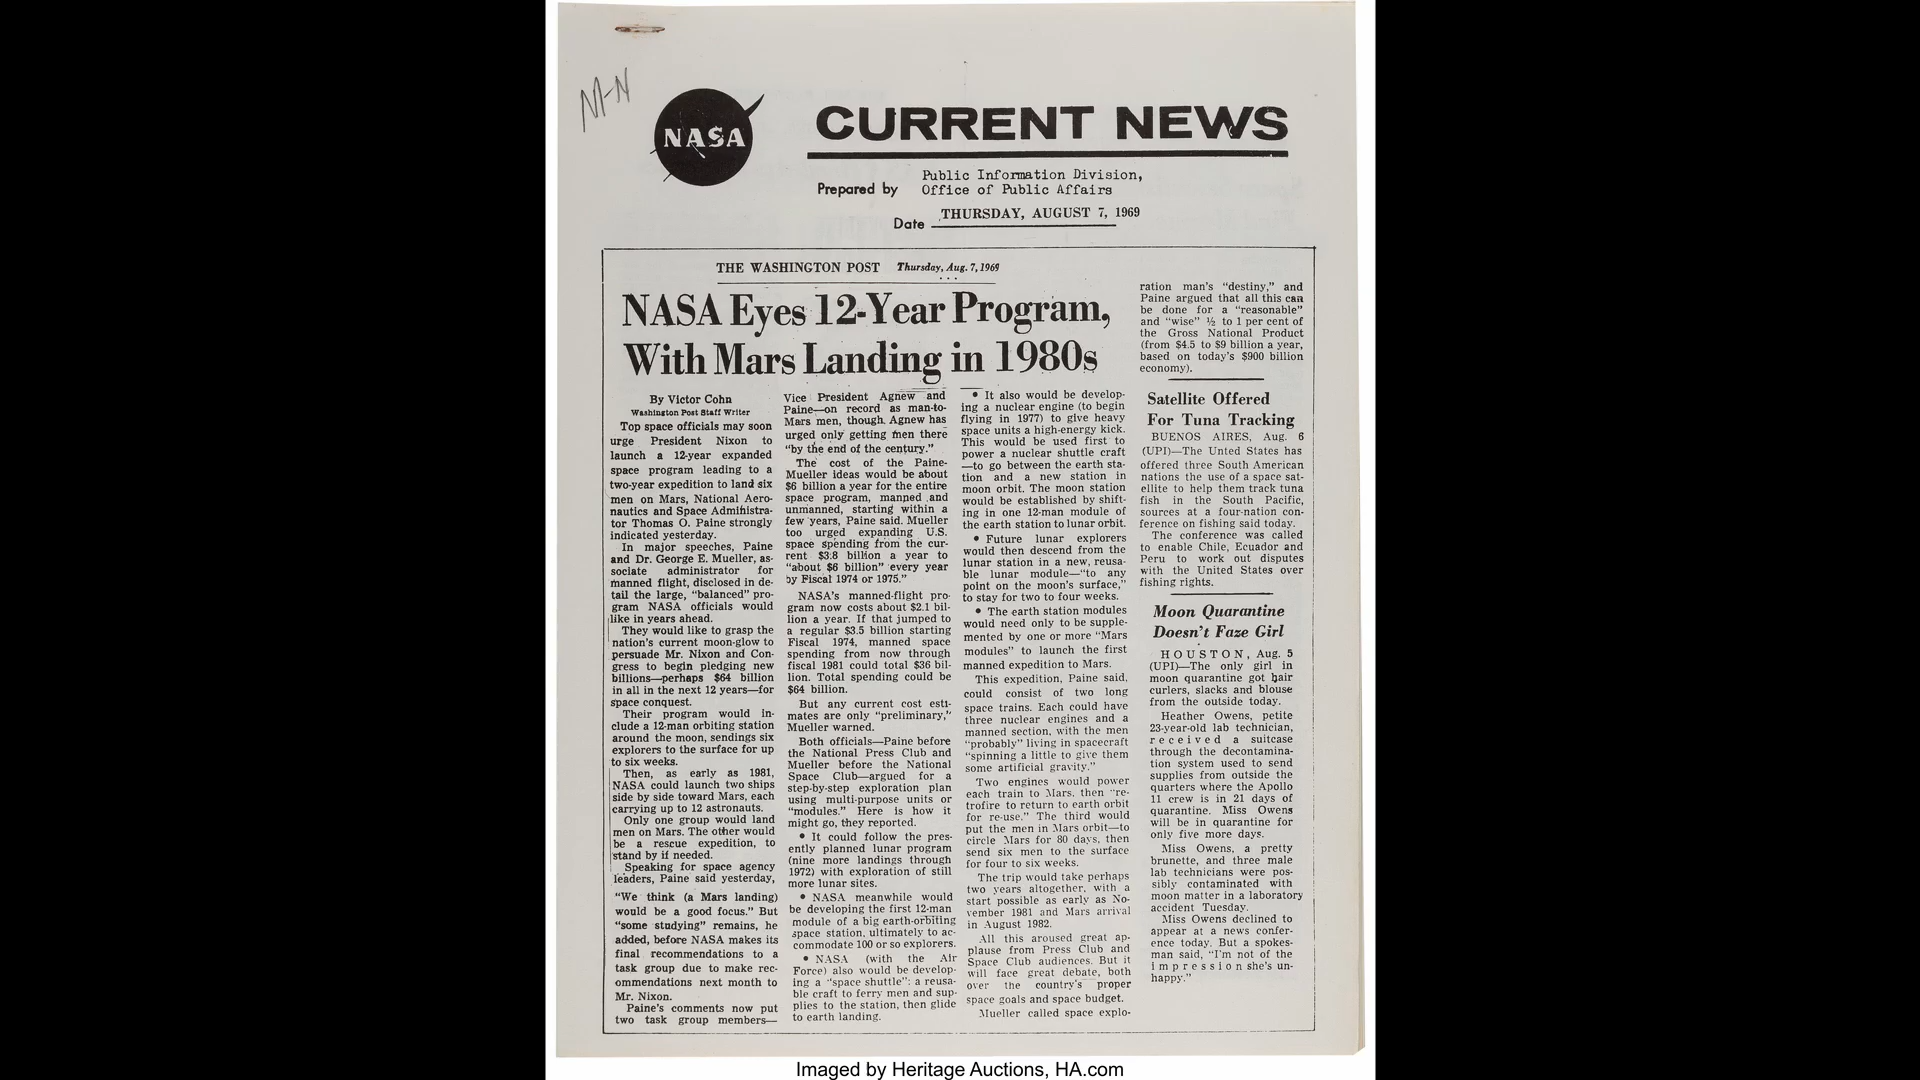 M-N
NASA
CURRENT NEWS
Prepared by
Public Information Division,
Office of Public Affairs
Date THURSDAY, AUGUST 7, 1969
THE WASHINGTON POST Thursday, Aug. 7, 1969
NASA Eyes 12-Year Program,
With Mars Landing in 1980s
By Victor Cohn
Washington Post Staff Writer
Top space officials may soon
urge President Nixon to
launch a 12-year expanded
space program leading to a
two-year expedition to land six
men on Mars, National Aero-
nautics and Space Administra-
tor Thomas O. Paine strongly
indicated yesterday.
In major speeches, Paine
and Dr. George E. Mueller, as-
sociate administrator for
manned flight, disclosed in de-
tail the large, "balanced" pro-
gram NASA officials would
like in years ahead.
They would like to grasp the
nation's current moon-glow to
persuade Mr. Nixon and Con-
gress to begin pledging new
billions—perhaps $64 billion
in all in the next 12 years—for
space conquest.
Their program would in-
clude a 12-man orbiting station
around the moon, sendings six
explorers to the surface for up
to six weeks.
Then, as early as 1981,
NASA could launch two ships
side by side toward Mars, each
carrying up to 12 astronauts.
Only one group would land
men on Mars. The other would
be a rescue expedition, to
stand by if needed.
Speaking for space agency
leaders, Paine said yesterday,
"We think (a Mars landing)
would be a good focus." But
"some studying" remains, he
added, before NASA makes its
final recommendations to a
task group due to make rec-
ommendations next month to
Mr. Nixon.
Paine's comments now put
two task group members—
Vice President Agnew and
Paine—on record as man-to-
Mars men, though Agnew has
urged only getting men there
"by the end of the century."
The cost of the Paine-
Mueller ideas would be about
$6 billion a year for the entire
space program, manned and
unmanned, starting within a
few years, Paine said. Mueller
too urged expanding U.S.
space spending from the cur-
rent $3.8 billion a year to
"about $6 billion" every year
by Fiscal 1974 or 1975."
NASA's manned-flight pro-
gram now costs about $2.1 bil-
lion a year. If that jumped to
a regular $3.5 billion starting
Fiscal 1974, manned space
spending from now through
fiscal 1981 could total $36 bil-
lion. Total spending could be
$64 billion.
But any current cost esti-
mates are only "preliminary,"
Mueller warned.
Both officials—Paine before
the National Press Club and
Mueller before the National
Space Club—argued for a
step-by-step exploration plan
using multi-purpose units or
"modules." Here is how it
might go, they reported.
• It could follow the pres-
ently planned lunar program
(nine more landings through
1972) with exploration of still
more lunar sites.
• NASA meanwhile would
be developing the first 12-man
module of a big earth-orbiting
space station, ultimately to ac-
commodate 100 or so explorers.
• NASA (with the Air
Force) also would be develop-
ing a "space shuttle": a reusa-
ble craft to ferry men and sup-
plies to the station, then glide
to earth landing.
• It also would be develop-
ing a nuclear engine (to begin
flying in 1977) to give heavy
space units a high-energy kick.
This would be used first to
power a nuclear shuttle craft
—to go between the earth sta-
tion and a new station in
moon orbit. The moon station
would be established by shift-
ing in one 12-man module of
the earth station to lunar orbit.
• Future lunar explorers
would then descend from the
lunar station in a new, reusa-
ble lunar module—"to any
point on the moon's surface,"
to stay for two to four weeks.
• The earth station modules
would need only to be supple-
mented by one or more "Mars
modules" to launch the first
manned expedition to Mars.
This expedition, Paine said,
could consist of two long
space trains. Each could have
three nuclear engines and a
manned section, with the men
"probably" living in spacecraft
"spinning a little to give them
some artificial gravity."
Two engines would power
each train to Mars, then "re-
trofire to return to earth orbit
for re-use." The third would
put the men in Mars orbit—to
circle Mars for 80 days, then
send six men to the surface
for four to six weeks.
The trip would take perhaps
two years altogether, with a
start possible as early as No-
vember 1981 and Mars arrival
in August 1982.
All this aroused great ap-
plause from Press Club and
Space Club audiences. But it
will face great debate, both
over the country's proper
space goals and space budget.
Mueller called space explo-
ration man's "destiny," and
Paine argued that all this can
be done for a "reasonable"
and "wise" ½ to 1 per cent of
the Gross National Product
(from $4.5 to $9 billion a year,
based on today's $900 billion
economy).
Satellite Offered
For Tuna Tracking
BUENOS AIRES, Aug. 6
(UPI)—The Unted States has
offered three South American
nations the use of a space sat-
ellite to help them track tuna
fish in the South Pacific,
sources at a four-nation con-
ference on fishing said today.
The conference was called
to enable Chile, Ecuador and
Peru to work out disputes
with the United States over
fishing rights.
Moon Quarantine
Doesn't Faze Girl
HOUSTON, Aug. 5
(UPI)—The only girl in
moon quarantine got hair
curlers, slacks and blouse
from the outside today.
Heather Owens, petite
23-year-old lab technician,
received a suitcase
through the decontamina-
tion system used to send
supplies from outside the
quarters where the Apollo
11 crew is in 21 days of
quarantine. Miss Owens
will be in quarantine for
only five more days.
Miss Owens, a pretty
brunette, and three male
lab technicians were pos-
sibly contaminated with
moon matter in a laboratory
accident Tuesday.
Miss Owens declined to
appear at a news confer-
ence today. But a spokes-
man said, "I'm not of the
impression she's un-
happy."
Imaged by Heritage Auctions, HA.com